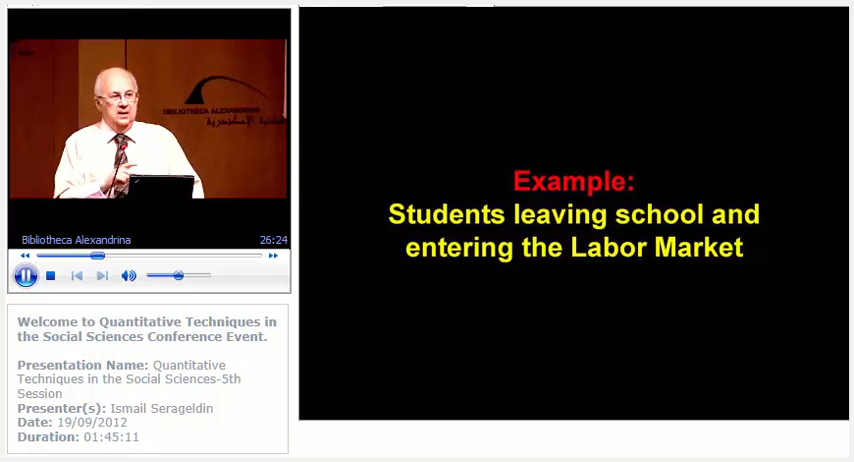 BIBLIOTHECA ALEXANDRINA
Bibliotheca Alexandrina
26:24
Welcome to Quantitative Techniques in
the Social Sciences Conference Event.
Presentation Name: Quantitative
Techniques in the Social Sciences-5th
Session
Presenter(s): Ismail Serageldin
Date: 19/09/2012
Duration: 01:45:11
Example:
Students leaving school and
entering the Labor Market